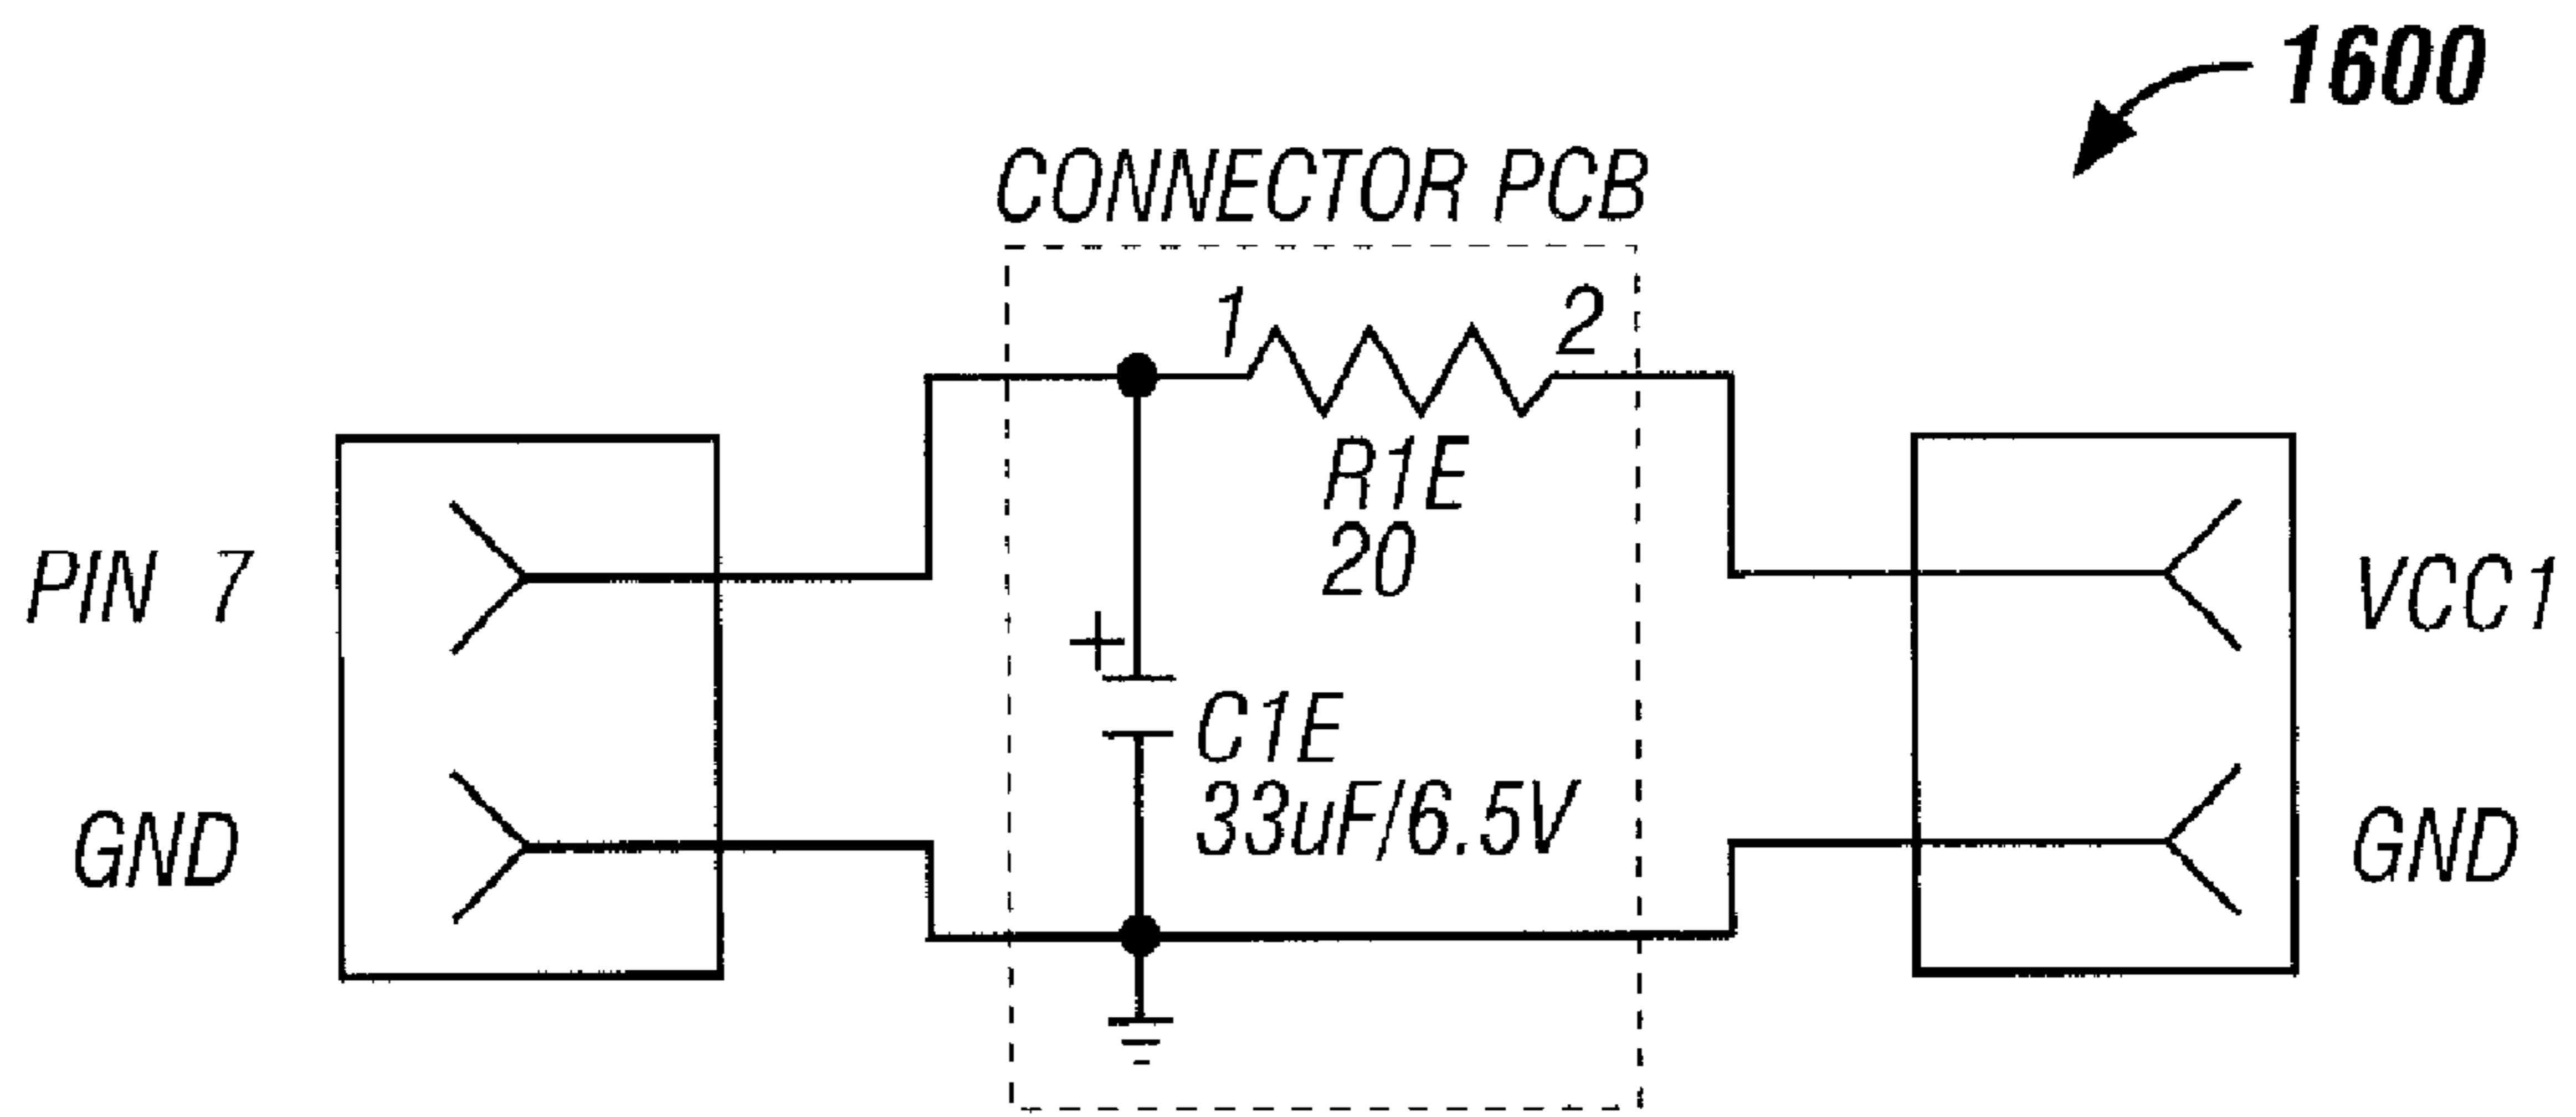 1600
CONNECTOR PCB
1 2
R1E
20
PIN 7
VCC1
+
C1E
33uF/6.5V
GND
GND